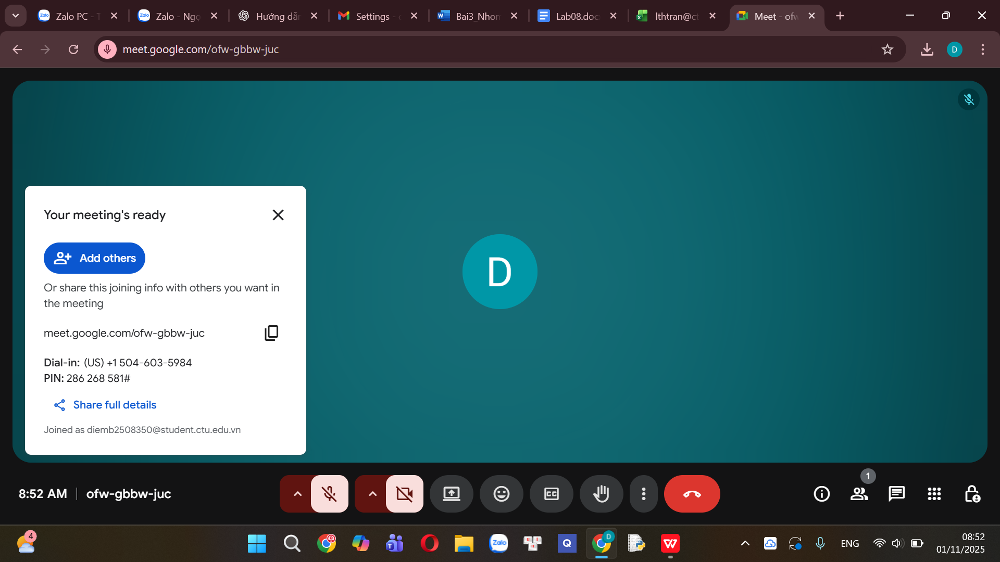 Zalo PC - T
Zalo - Ngọ
Hướng dẫn
Settings - c
Bai3_Nhom
Lab08.doc
lthtran@ct
Meet - ofw
meet.google.com/ofw-gbbw-juc
D
D
Your meeting's ready
Add others
Or share this joining info with others you want in
the meeting
meet.google.com/ofw-gbbw-juc
Dial-in: (US) +1 504-603-5984
PIN: 286 268 581#
Share full details
Joined as diemb2508350@student.ctu.edu.vn
8:52 AM
ofw-gbbw-juc
CC
1
4
Zalo
Q
D
ENG
08:52
01/11/2025